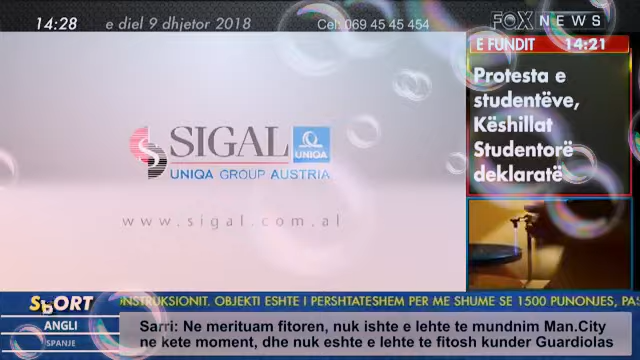 14:28 e diel 9 dhjetor 2018 Cel: 069 45 45 454 FOX NEWS
E FUNDIT 14:21
Protesta e
studentëve,
Këshillat
Studentorë
deklaratë
SIGAL
UNIQA
UNIQA GROUP AUSTRIA
www.sigal.com.al
SPORT
ONSTRUKSIONIT. OBJEKTI ESHTE I PERSHTATESHEM PER ME SHUME SE 1500 PUNONJES, PAS
ANGLI
SPANJE
Sarri: Ne merituam fitoren, nuk ishte e lehte te mundnim Man.City
ne kete moment, dhe nuk eshte e lehte te fitosh kunder Guardiolas